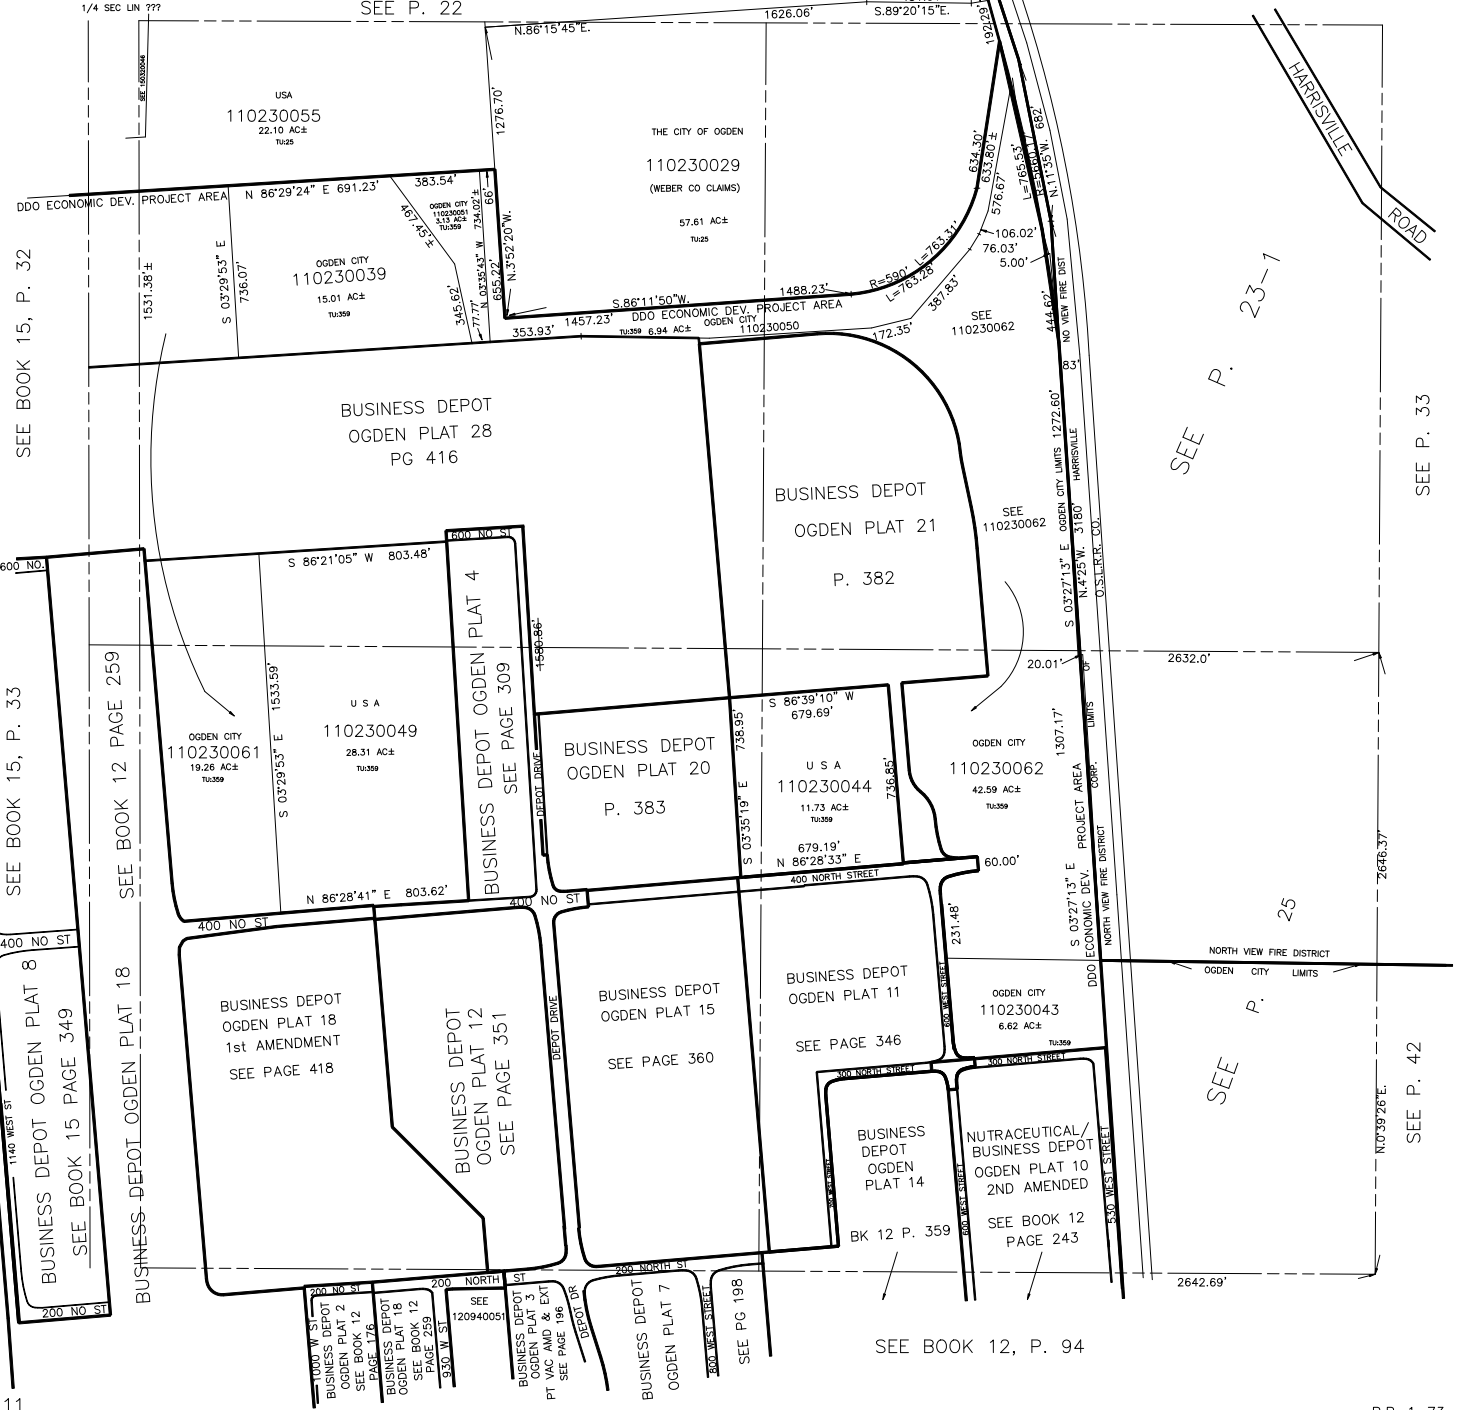 1/4 SEC LIN ???
SEE P. 22
1626.06'
S.89°20'15"E.
192.29'
N.86°15'45"E.
SEE 150320046
USA
110230055
22.10 AC±
TU:25
1276.70'
THE CITY OF OGDEN
110230029
(WEBER CO CLAIMS)
57.61 AC±
TU:25
634.30'
633.80'±
576.67'
L=765.53'
N.11°35'W. 682'
HARRISVILLE
ROAD
DDO ECONOMIC DEV. PROJECT AREA
N 86°29'24" E 691.23'
383.54'
467.45'±
OGDEN CITY
110230051
3.13 AC±
TU:359
734.02'±
66'
N 03°35'43" W
655.22'
N.3°52'20"W.
77.77'
345.62'
SEE BOOK 15, P. 32
1531.38'±
S 03°29'53" E
736.07'
OGDEN CITY
110230039
15.01 AC±
TU:359
S.86°11'50"W.
1488.23'
R=590'
L=763.31'
L=763.28'
DDO ECONOMIC DEV. PROJECT AREA
353.93'
1457.23'
TU:359 6.94 AC±
OGDEN CITY
110230050
172.35'
387.83'
106.02'
76.03'
5.00'
444.62'
NO VIEW FIRE DIST
83'
SEE
110230062
SEE P. 23-1
SEE P. 33
BUSINESS DEPOT
OGDEN PLAT 28
PG 416
BUSINESS DEPOT
OGDEN PLAT 21
P. 382
SEE
110230062
S 03°27'13" E OGDEN CITY LIMITS 1272.60'
N.4°25'W. 3180'
HARRISVILLE
O.S.L.R.R. CO.
600 NO.
600 NO ST
S 86°21'05" W 803.48'
BUSINESS DEPOT OGDEN PLAT 4
SEE PAGE 309
1580.86'
20.01'
2632.0'
SEE BOOK 15, P. 33
BUSINESS DEPOT OGDEN PLAT 18 SEE BOOK 12 PAGE 259
OGDEN CITY
110230061
19.26 AC±
TU:359
S 03°29'53" E 1533.59'
U S A
110230049
28.31 AC±
TU:359
DEPOT DRIVE
BUSINESS DEPOT
OGDEN PLAT 20
P. 383
S 86°39'10" W
679.69'
738.95'
S 03°35'19" E
U S A
110230044
11.73 AC±
TU:359
736.85'
679.19'
N 86°28'33" E
OGDEN CITY
110230062
42.59 AC±
TU:359
1307.17'
S 03°27'13" E
DDO ECONOMIC DEV. PROJECT AREA
CORP. LIMITS OF
NORTH VIEW FIRE DISTRICT
60.00'
2646.37'
N 86°28'41" E 803.62'
400 NO ST
400 NO ST
400 NORTH STREET
231.48'
400 NO ST
BUSINESS DEPOT OGDEN PLAT 8
SEE BOOK 15 PAGE 349
1140 WEST ST
200 NO ST
NORTH VIEW FIRE DISTRICT
OGDEN CITY LIMITS
SEE P. 25
SEE P. 42
N.0°39'26"E.
2642.69'
BUSINESS DEPOT
OGDEN PLAT 18
1st AMENDMENT
SEE PAGE 418
BUSINESS DEPOT
OGDEN PLAT 12
SEE PAGE 351
DEPOT DRIVE
BUSINESS DEPOT
OGDEN PLAT 15
SEE PAGE 360
BUSINESS DEPOT
OGDEN PLAT 11
SEE PAGE 346
600 WEST STREET
OGDEN CITY
110230043
6.62 AC±
TU:359
300 NORTH STREET
300 NORTH STREET
BUSINESS
DEPOT
OGDEN
PLAT 14
BK 12 P. 359
600 WEST STREET
NUTRACEUTICAL/
BUSINESS DEPOT
OGDEN PLAT 10
2ND AMENDED
SEE BOOK 12
PAGE 243
530 WEST STREET
200 NO ST
200 NORTH ST
200 NORTH ST
1000 W ST
BUSINESS DEPOT
OGDEN PLAT 2
SEE BOOK 12
PAGE 176
BUSINESS DEPOT
OGDEN PLAT 18
SEE BOOK 12
PAGE 259
930 W ST
SEE
120940051
BUSINESS DEPOT
OGDEN PLAT 3
PT VAC AMD & EXT
SEE PAGE 196
DEPOT DR
BUSINESS DEPOT
OGDEN PLAT 7
800 WEST STREET
SEE PG 198
SEE BOOK 12, P. 94
11